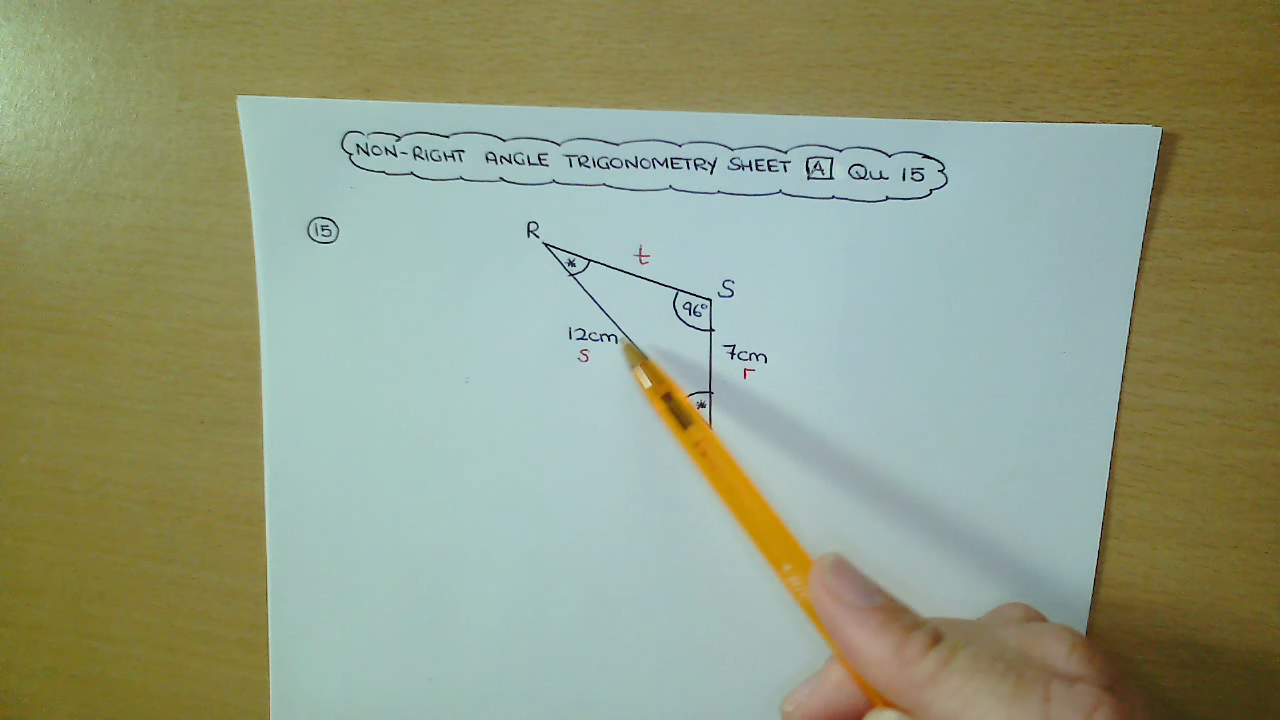 NON-RIGHT ANGLE TRIGONOMETRY SHEET A Qu 15
15
R
t
*
S
96°
12cm
7cm
s
r
*